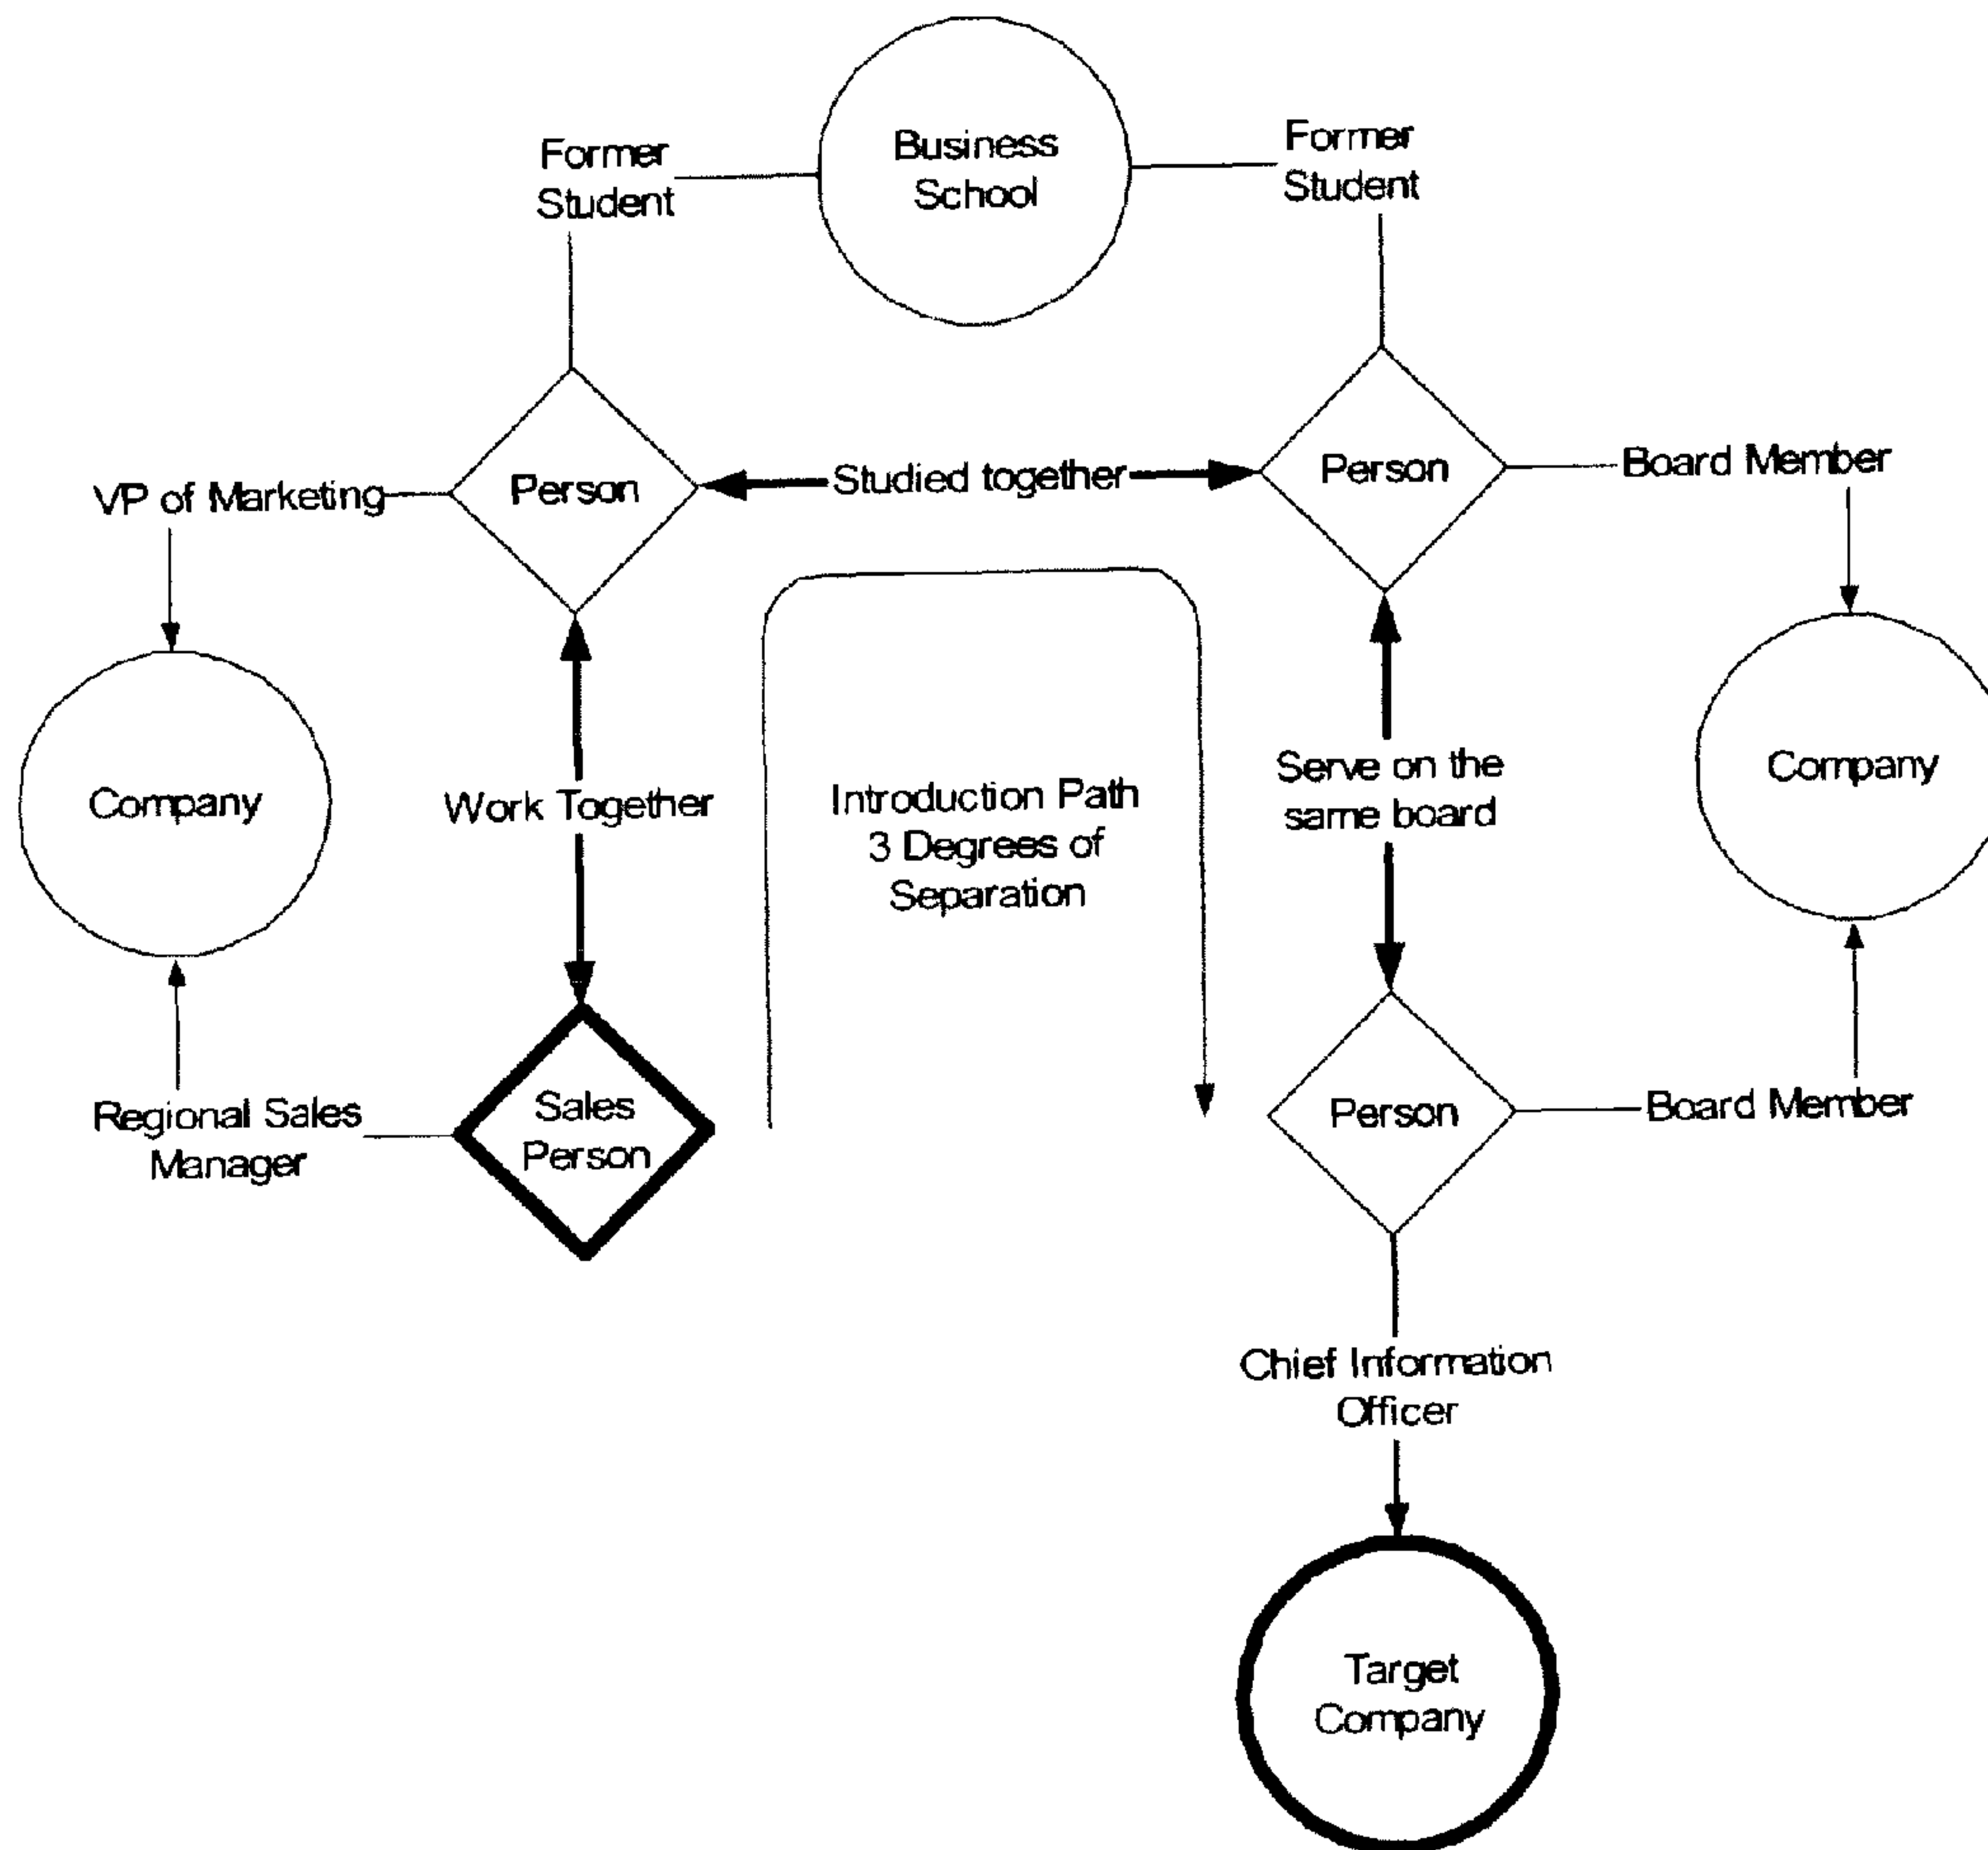 Business
School
Former
Student
Former
Student
VP of Marketing
Person
Studied together
Person
Board Member
Company
Work Together
Introduction Path
3 Degrees of
Separation
Serve on the
same board
Company
Regional Sales
Manager
Sales
Person
Person
Board Member
Chief Information
Officer
Target
Company